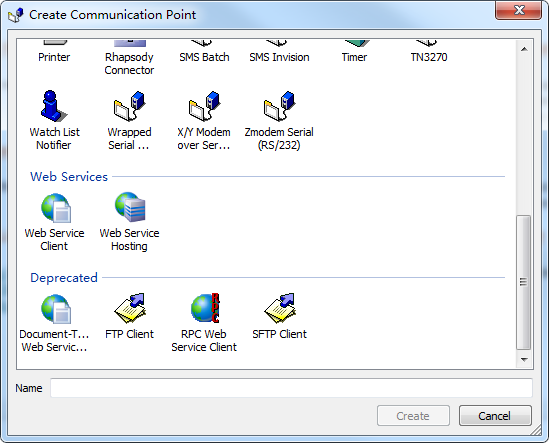 Create Communication Point
Printer
Rhapsody
Connector
SMS Batch
SMS Invision
Timer
TN3270
Watch List
Notifier
Wrapped
Serial ...
X/Y Modem
over Ser...
Zmodem Serial
(RS/232)
Web Services
Web Service
Client
Web Service
Hosting
Deprecated
Document-T...
Web Servic...
FTP Client
RPC Web
Service Client
SFTP Client
Name
Create
Cancel